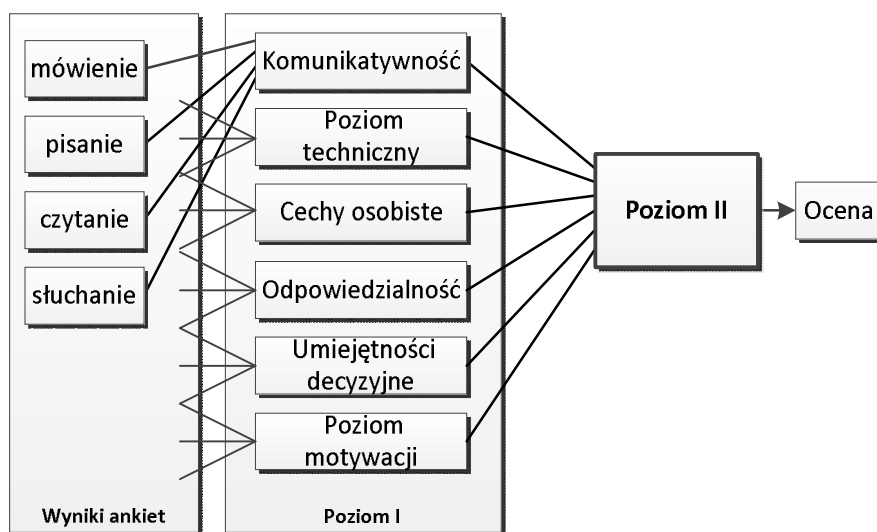 mówienie
pisanie
czytanie
słuchanie
Wyniki ankiet
Komunikatywność
Poziom
techniczny
Cechy osobiste
Odpowiedzialność
Umiejętności
decyzyjne
Poziom
motywacji
Poziom I
Poziom II
Ocena